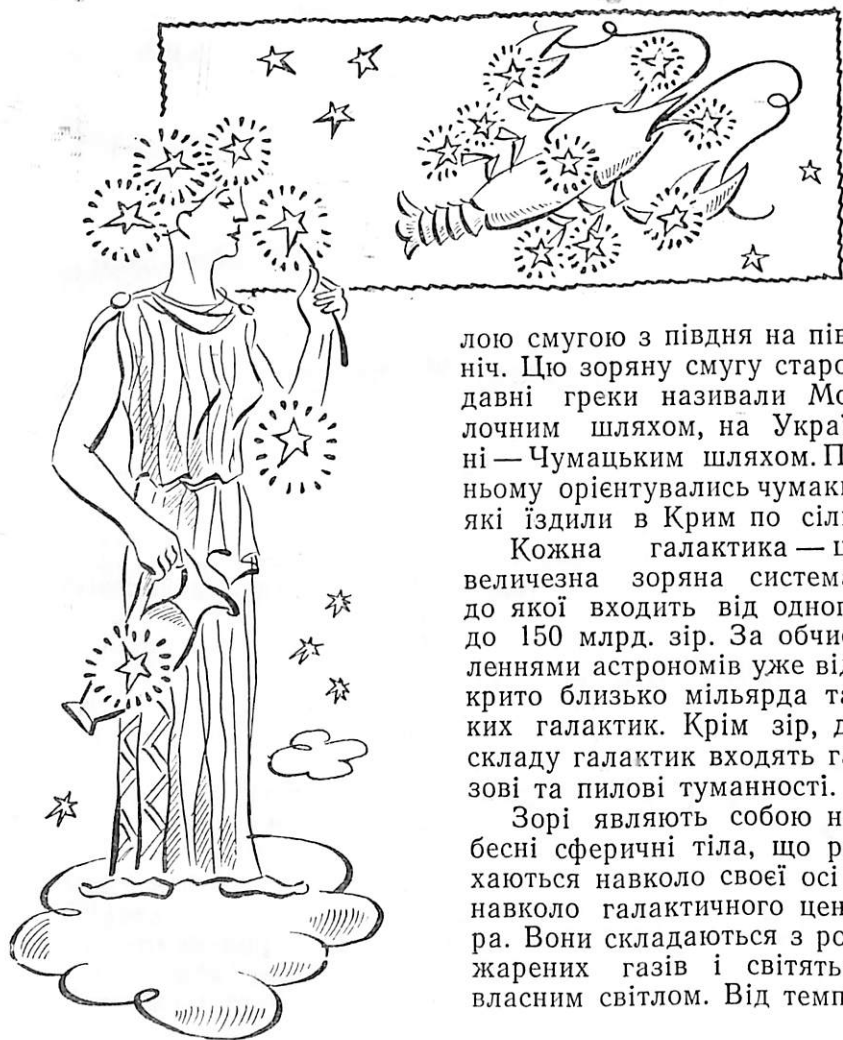 лою смугою з півдня на пів
ніч. Цю зоряну смугу старо
давні греки називали Мо
лочним шляхом, на Украї
ні — Чумацьким шляхом. П
ньому орієнтувались чумаки
які їздили в Крим по сіль
Кожна галактика — ц
величезна зоряна система
до якої входить від одног
до 150 млрд. зір. За обчис
леннями астрономів уже від
крито близько мільярда та
ких галактик. Крім зір, д
складу галактик входять га
зові та пилові туманності.
Зорі являють собою н
бесні сферичні тіла, що р
хаються навколо своєї осі
навколо галактичного цен
ра. Вони складаються з ро
жарених газів і світять
власним світлом. Від темп